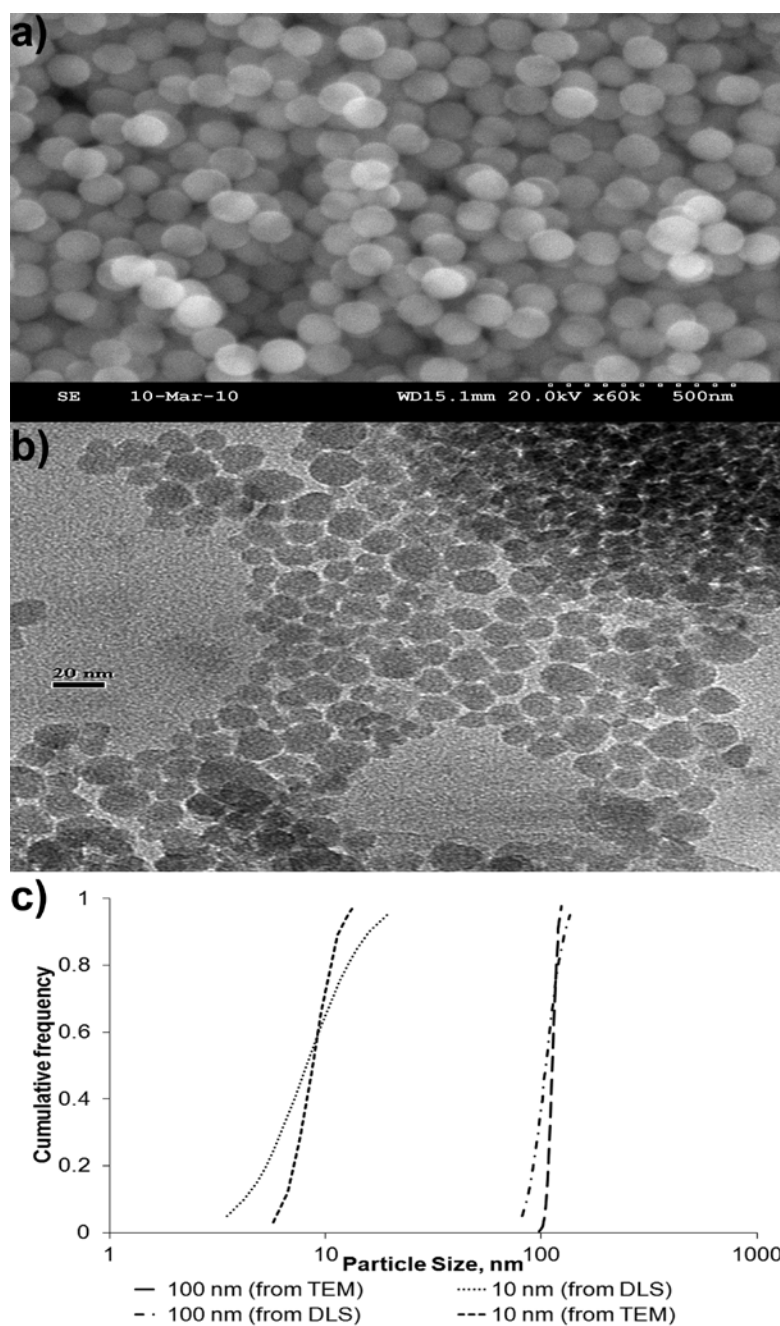 a)
SE 10-Mar-10 WD15.1mm 20.0kV x60k 500nm
b)
20 nm
c)
1
0.8
0.6
0.4
0.2
0
Cumulative frequency
1 10 100 1000
Particle Size, nm
100 nm (from TEM) 10 nm (from DLS)
100 nm (from DLS) 10 nm (from TEM)